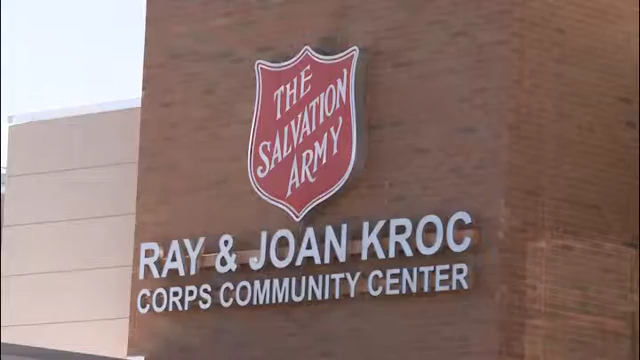 THE
SALVATION
ARMY
RAY & JOAN KROC
CORPS COMMUNITY CENTER